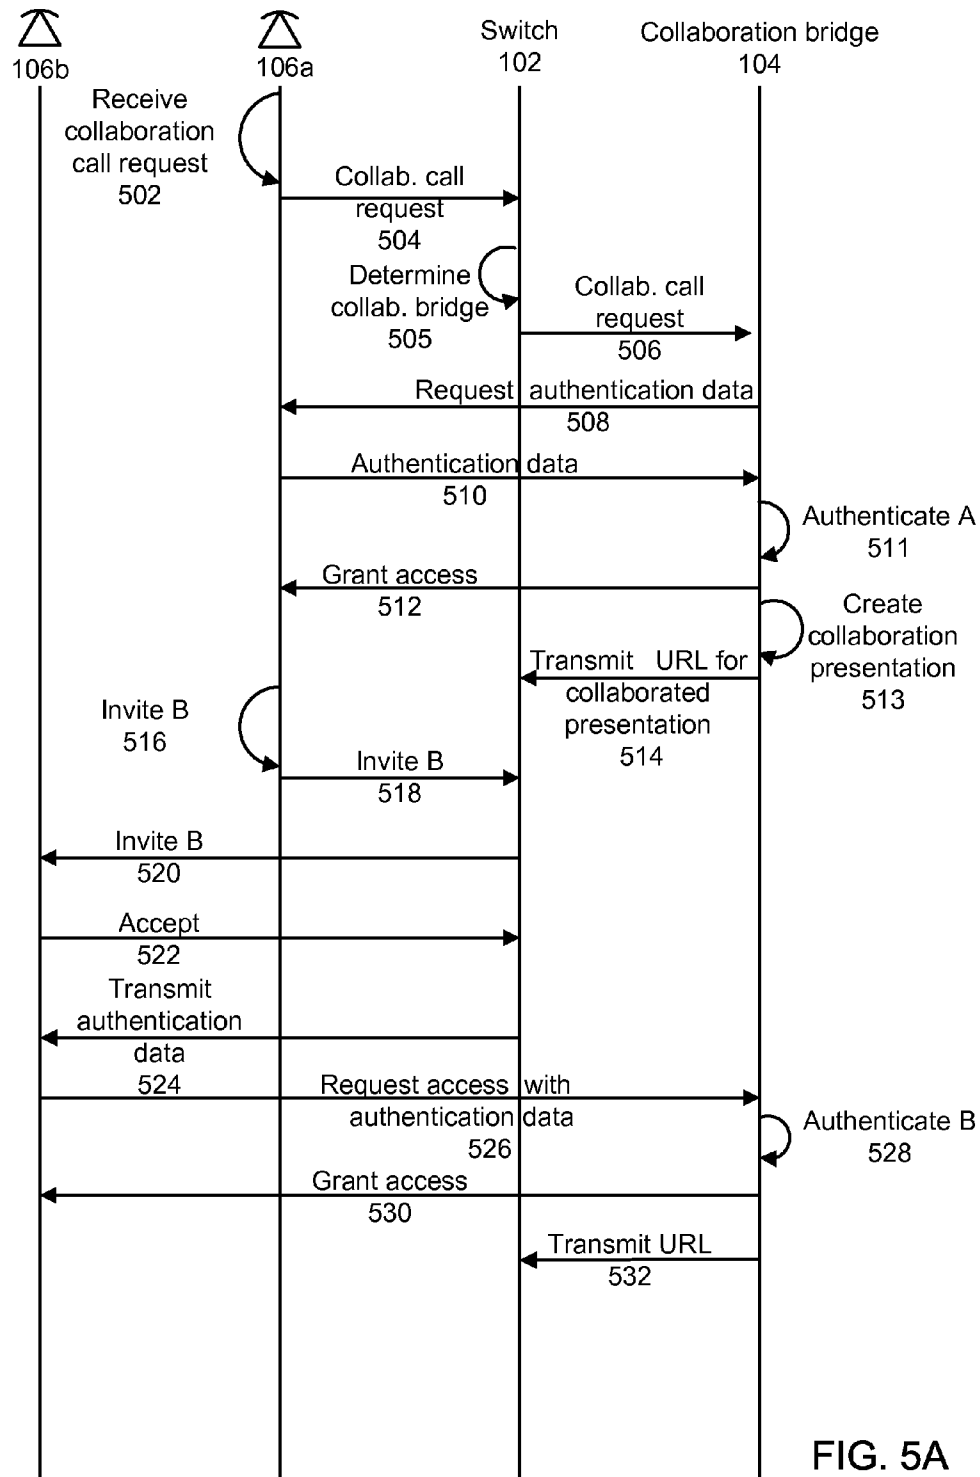 106b
106a
Switch
102
Collaboration bridge
104
Receive
collaboration
call request
502
Collab. call
request
504
Determine
collab. bridge
505
Collab. call
request
506
Request authentication data
508
Authentication data
510
Authenticate A
511
Grant access
512
Create
collaboration
presentation
513
Transmit URL for
collaborated
presentation
514
Invite B
516
Invite B
518
Invite B
520
Accept
522
Transmit
authentication
data
524
Request access with
authentication data
526
Authenticate B
528
Grant access
530
Transmit URL
532
FIG. 5A